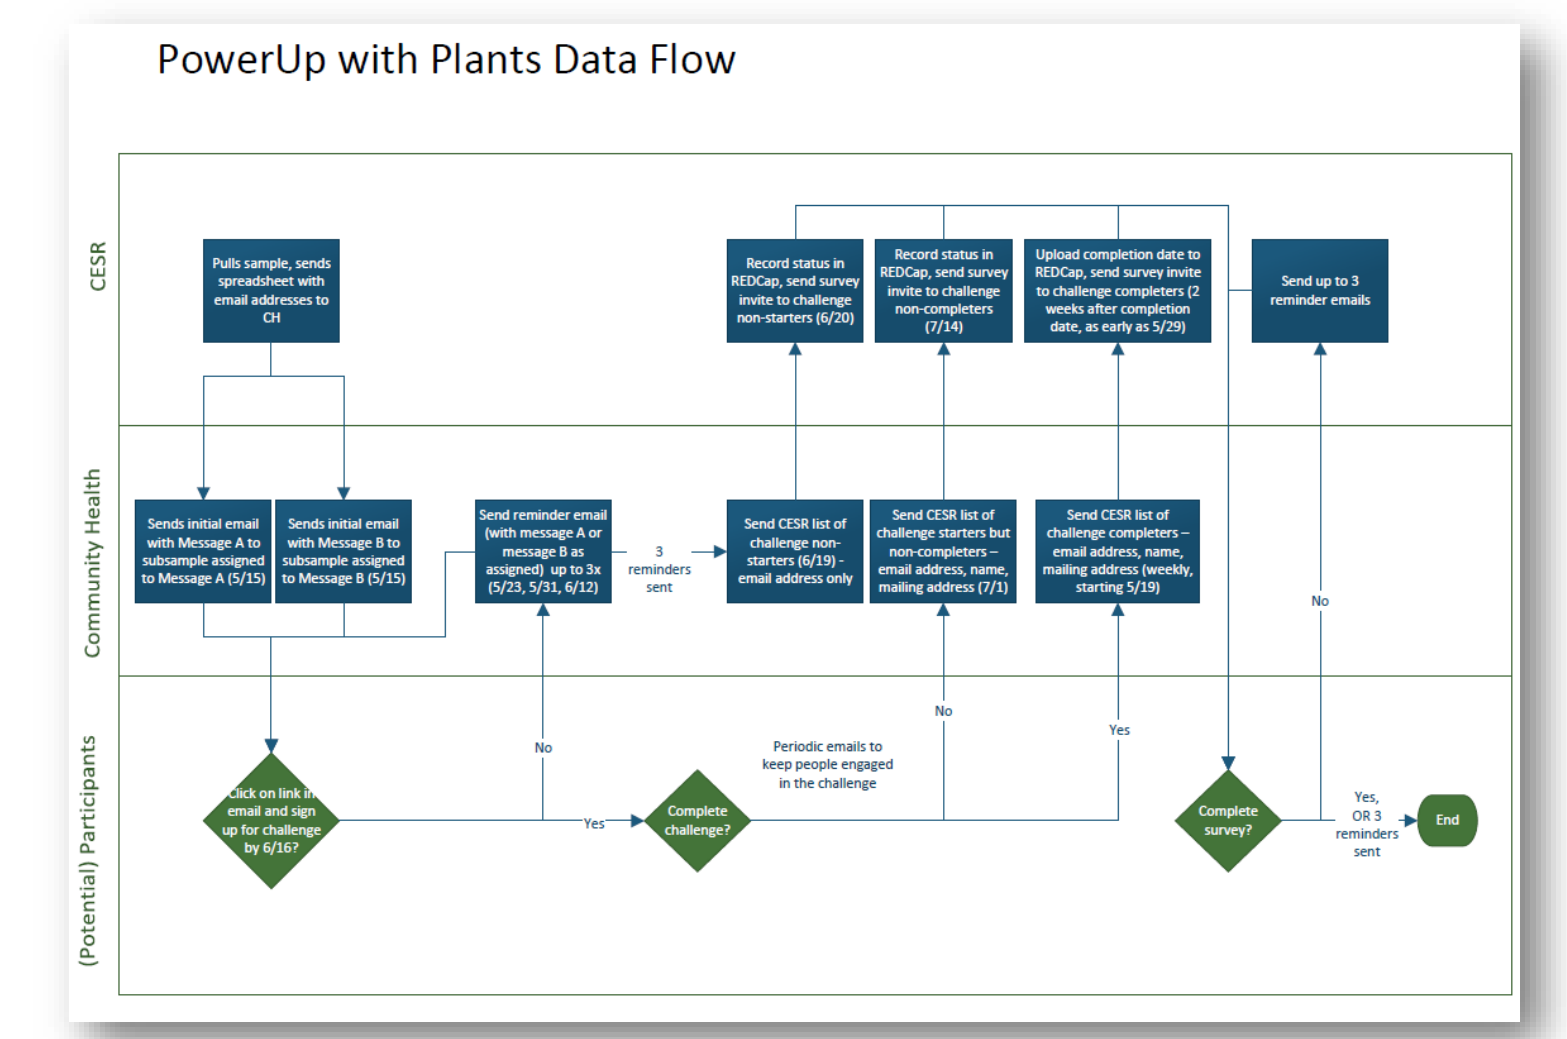 PowerUp with Plants Data Flow
CESR
Pulls sample, sends
spreadsheet with
email addresses to
CH
Record status in
REDCap, send survey
invite to challenge
non-starters (6/20)
Record status in
REDCap, send survey
invite to challenge
non-completers
(7/14)
Upload completion date to
REDCap, send survey invite
to challenge completers (2
weeks after completion
date, as early as 5/29)
Send up to 3
reminder emails
Community Health
Sends initial email
with Message A to
subsample assigned
to Message A (5/15)
Sends initial email
with Message B to
subsample assigned
to Message B (5/15)
Send reminder email
(with message A or
message B as
assigned) up to 3x
(5/23, 5/31, 6/12)
3
reminders
sent
Send CESR list of
challenge non-
starters (6/19) -
email address only
Send CESR list of
challenge starters but
non-completers –
email address, name,
mailing address (7/1)
Send CESR list of
challenge completers –
email address, name,
mailing address (weekly,
starting 5/19)
No
(Potential) Participants
Click on link in
email and sign
up for challenge
by 6/16?
No
Yes
Complete
challenge?
Periodic emails to
keep people engaged
in the challenge
No
Yes
Complete
survey?
Yes,
OR 3
reminders
sent
End